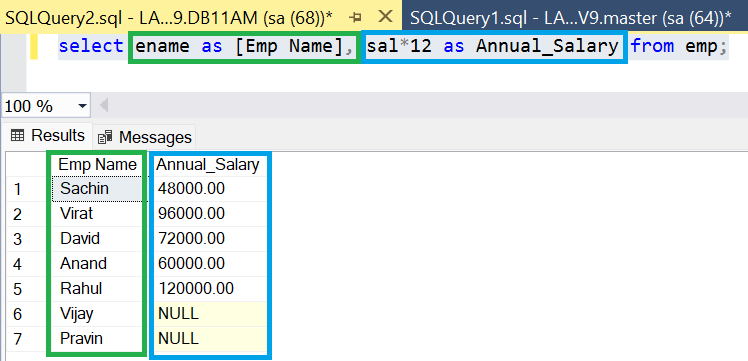 SQLQuery2.sql - LA...9.DB11AM (sa (68))* SQLQuery1.sql - LA...V9.master (sa (64))*
select ename as [Emp Name], sal*12 as Annual_Salary from emp;
100 %
Results Messages
Emp Name Annual_Salary
1 Sachin 48000.00
2 Virat 96000.00
3 David 72000.00
4 Anand 60000.00
5 Rahul 120000.00
6 Vijay NULL
7 Pravin NULL